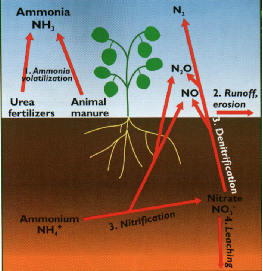 Ammonia
NH₃
N₂
1. Ammonia
volatilization
N₂O
NO
Urea
fertilizers
Animal
manure
2. Runoff,
erosion
3. Denitrification
Ammonium
NH₄⁺
3. Nitrification
Nitrate
NO₃⁻
4. Leaching